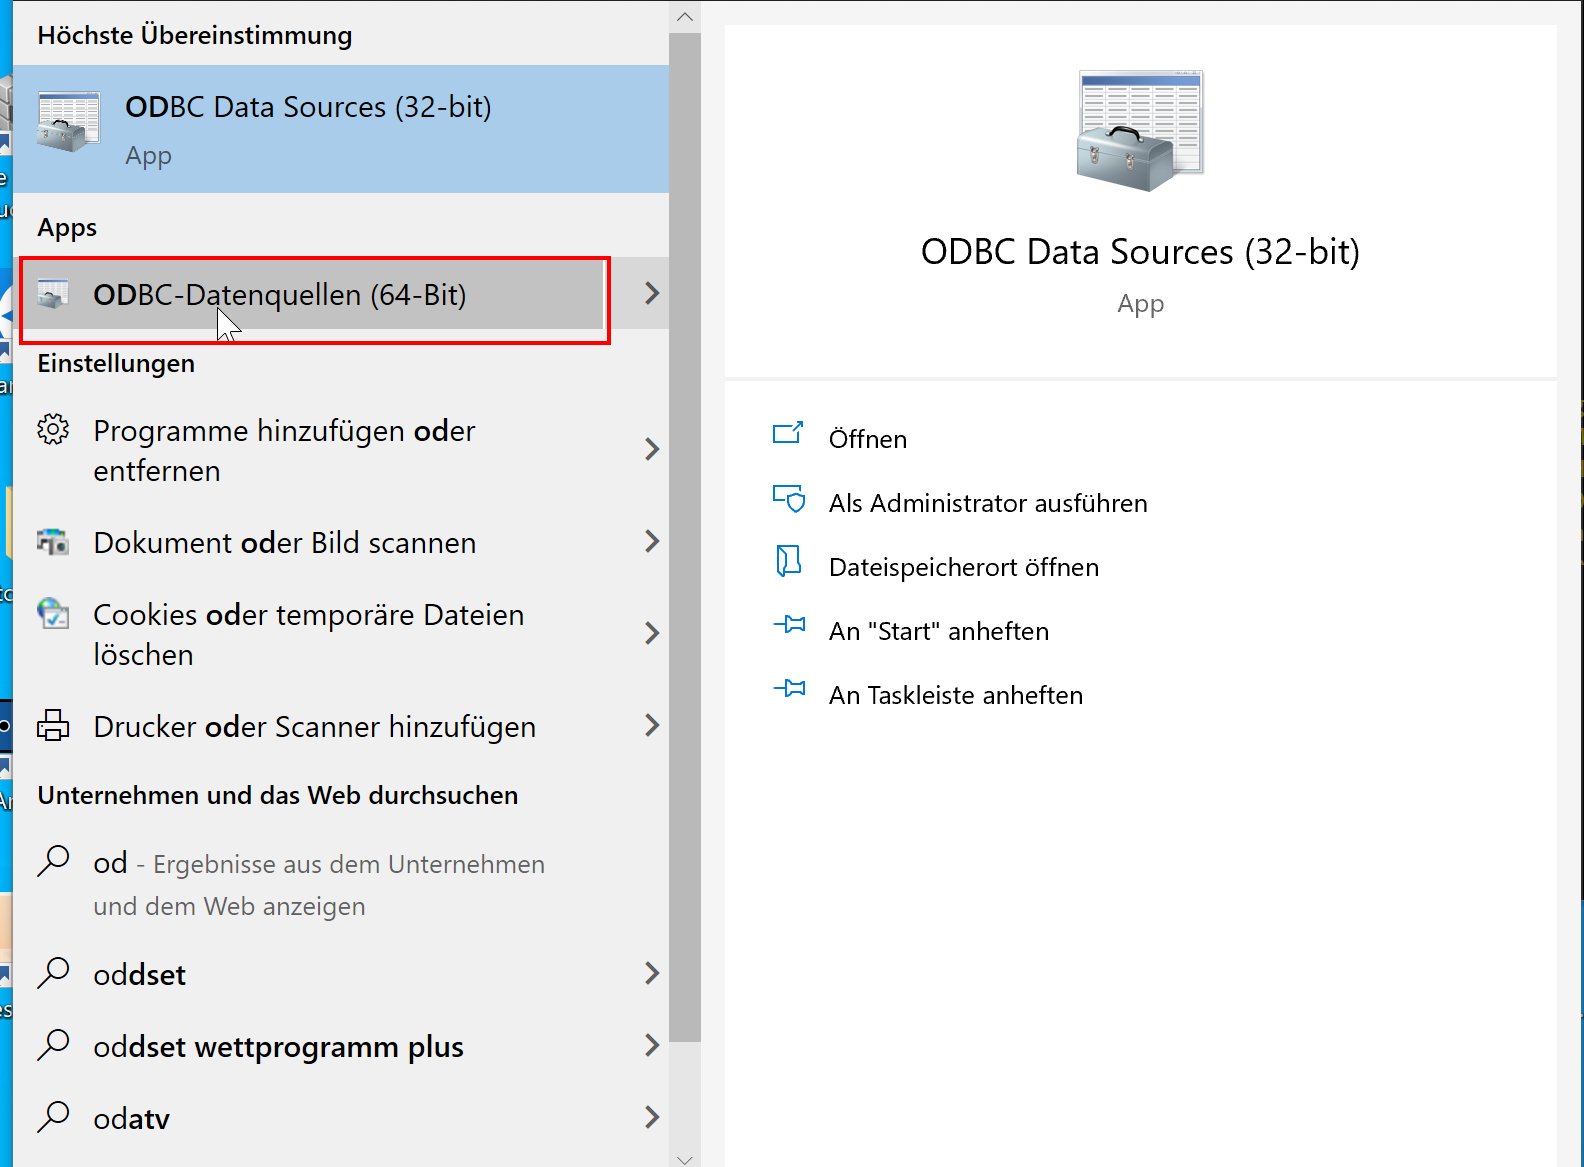 Höchste Übereinstimmung
ODBC Data Sources (32-bit)
App
Apps
ODBC-Datenquellen (64-Bit)
Einstellungen
Programme hinzufügen oder
entfernen
Dokument oder Bild scannen
Cookies oder temporäre Dateien
löschen
Drucker oder Scanner hinzufügen
Unternehmen und das Web durchsuchen
od - Ergebnisse aus dem Unternehmen
und dem Web anzeigen
oddset
oddset wettprogramm plus
odatv
ODBC Data Sources (32-bit)
App
Öffnen
Als Administrator ausführen
Dateispeicherort öffnen
An "Start" anheften
An Taskleiste anheften